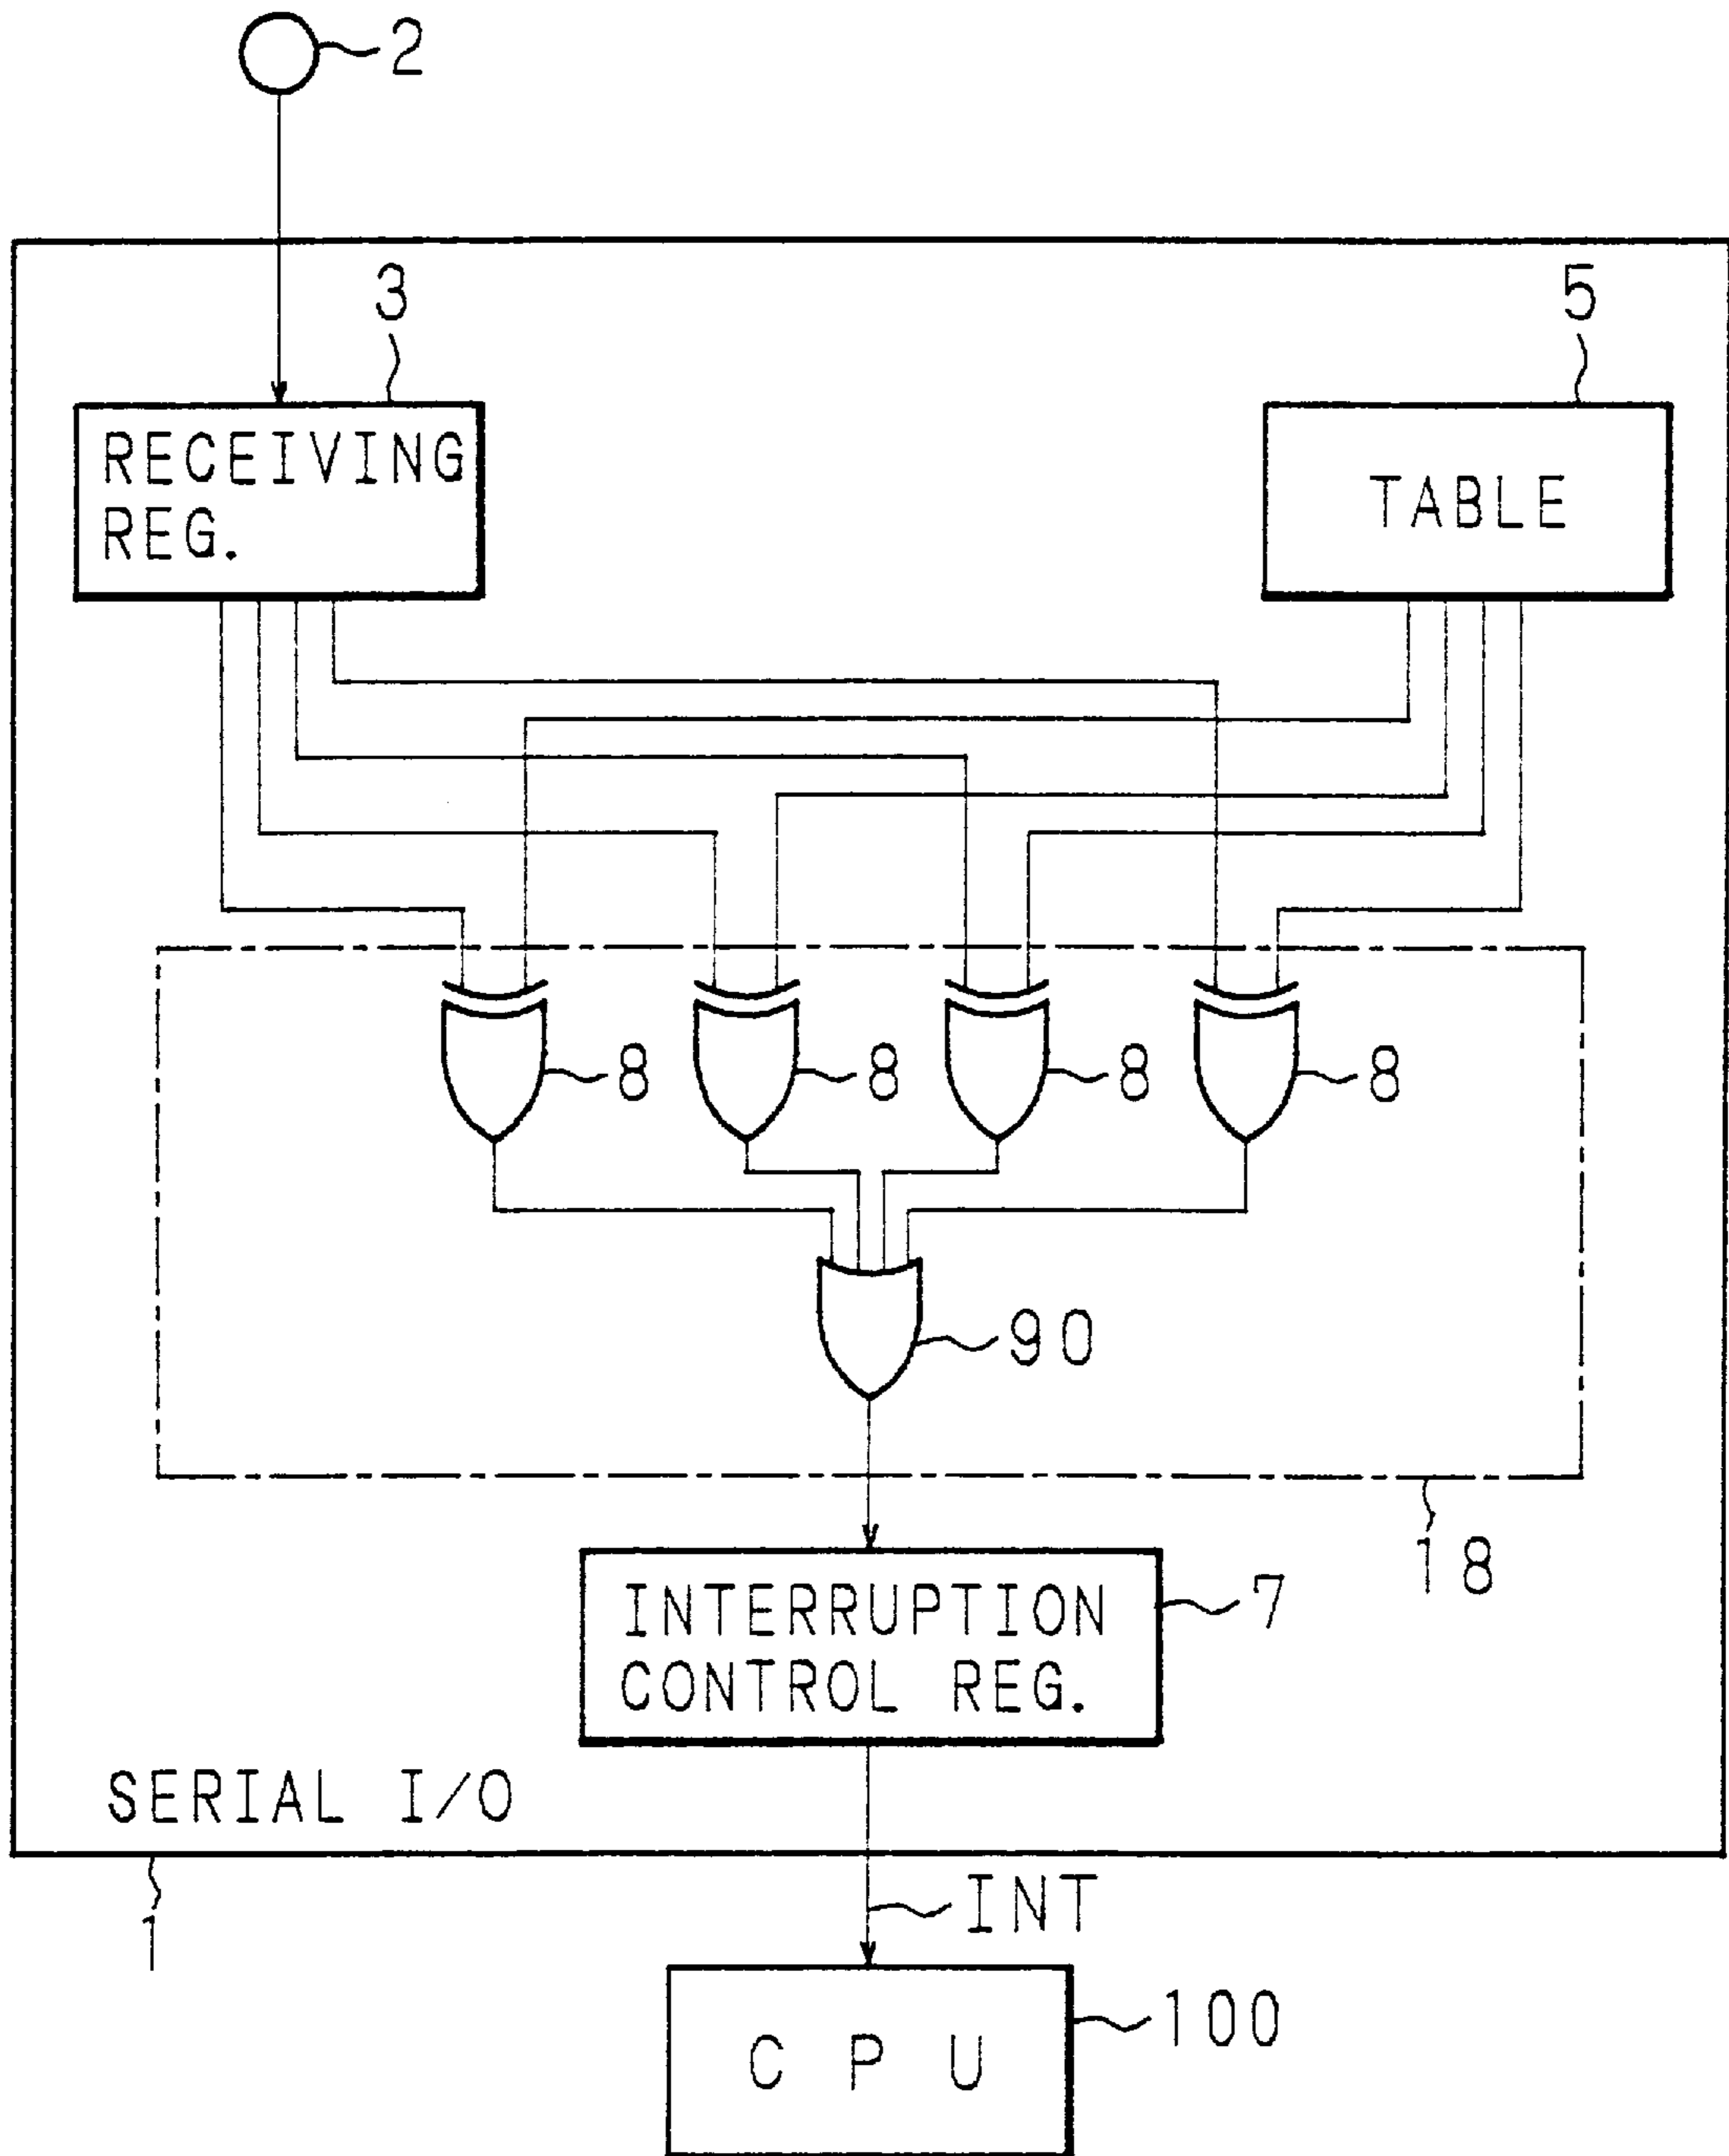 2
3
5
RECEIVING
REG.
TABLE
8
8
8
8
90
18
INTERRUPTION
CONTROL REG.
7
SERIAL I/O
1
INT
CPU
100